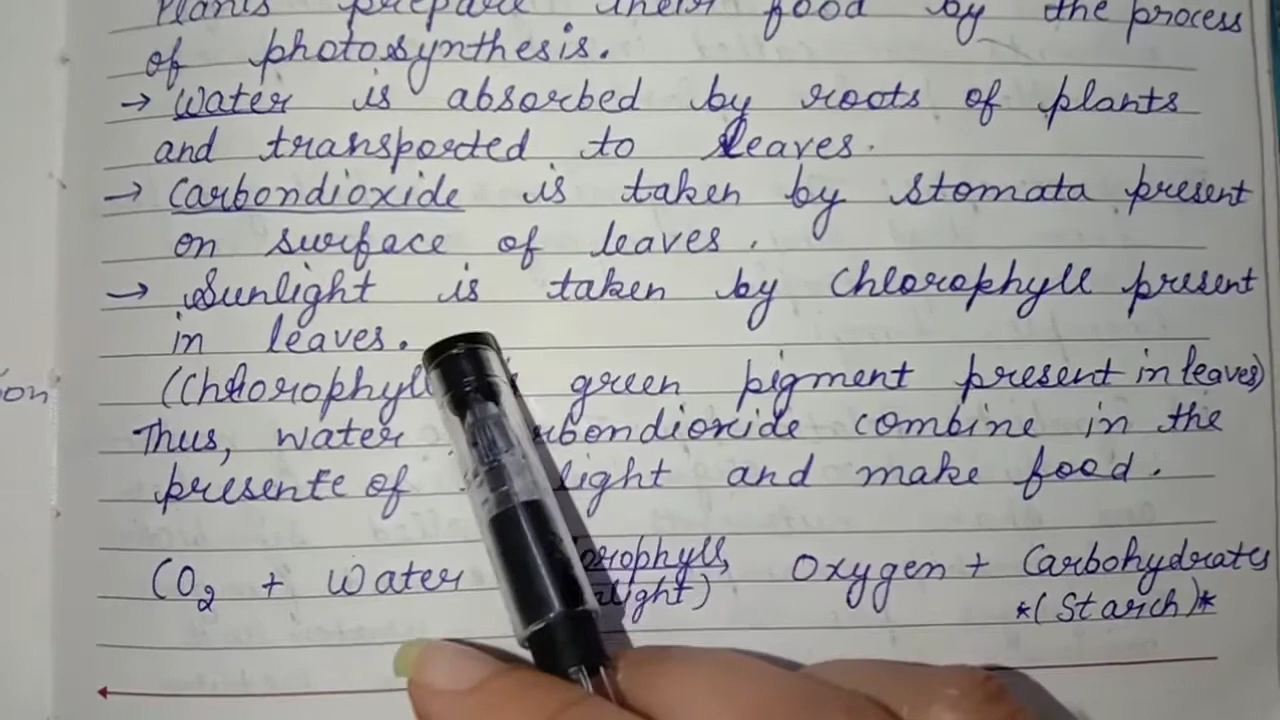 Plants prepare their food by the process
of photosynthesis.
→ Water is absorbed by roots of plants
and transported to leaves.
→ Carbondioxide is taken by stomata present
on surface of leaves.
→ Sunlight is taken by Chlorophyll present
in leaves.
(Chlorophyll green pigment present in leaves)
Thus, water combine in the
presente of light and make food.
CO₂ + Water Oxygen + Carbohydrates
*(Starch)*